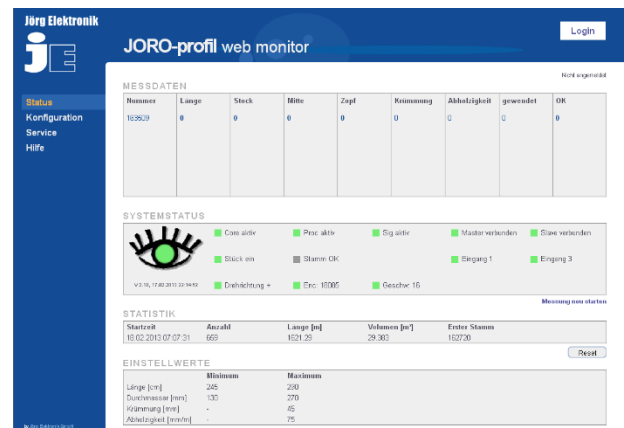 Jörg Elektronik
jE
JORO-profil web monitor
Login
Nicht angemeldet
Status
Konfiguration
Service
Hilfe
MESSDATEN
Nummer Länge Stock Mitte Zopf Krümmung Abholzigkeit gewendet OK
163609 0 0 0 0 0 0 0 0
SYSTEMSTATUS
Core aktiv Proc aktiv Sig aktiv Master verbunden Slave verbunden
Stück ein Stamm OK Eingang 1 Eingang 3
Drehrichtung + Enc: 16085 Geschw: 16
Messung neu starten
STATISTIK
Startzeit Anzahl Länge [m] Volumen [m³] Erster Stamm
18.02.2013 07:07:31 669 1621,29 29,383 162720
Reset
EINSTELLWERTE
Minimum Maximum
Länge [cm] 245 290
Durchmesser [mm] 130 270
Krümmung [mm] - 45
Abholzigkeit [mm/m] - 75